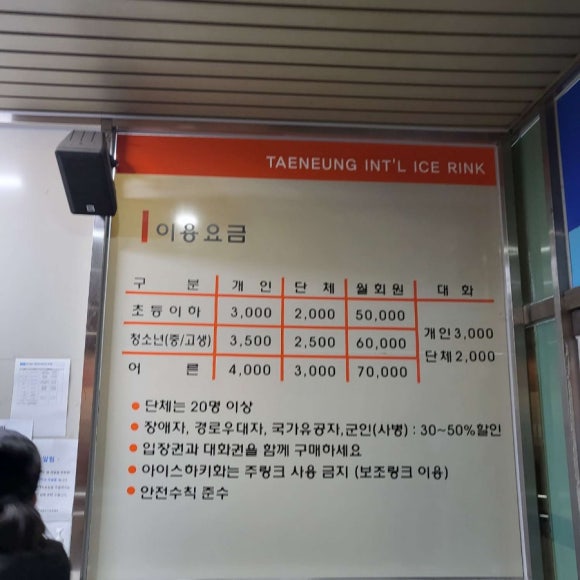 TAENEUNG INT'L ICE RINK
이용요금
구 분 개 인 단 체 월회원 대 화
초등이하 3,000 2,000 50,000
개인 3,000
청소년(중/고생) 3,500 2,500 60,000
단체 2,000
어 른 4,000 3,000 70,000
• 단체는 20명 이상
• 장애자, 경로우대자, 국가유공자,군인(사병) : 30~50%할인
• 입장권과 대화권을 함께 구매하세요
• 아이스하키화는 주링크 사용 금지 (보조링크 이용)
• 안전수칙 준수